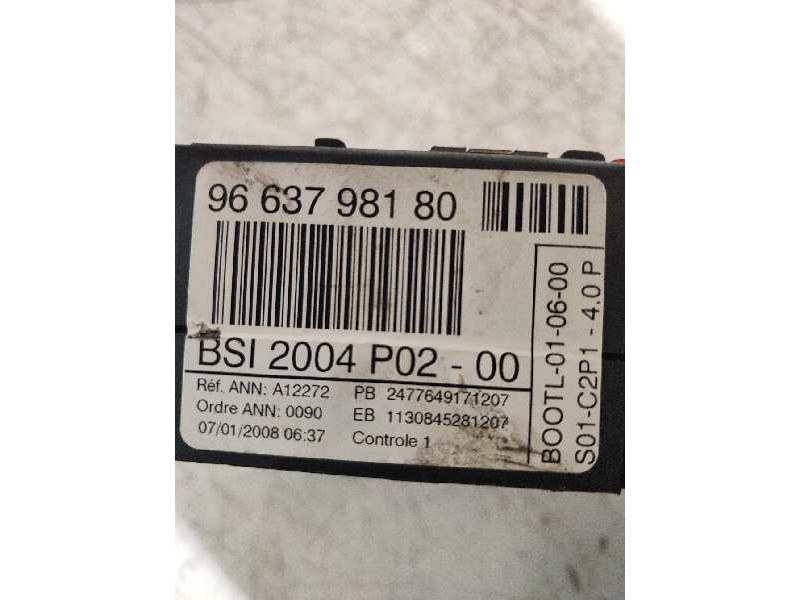 96 637 981 80
BSI 2004 P02 - 00
Réf. ANN: A12272 PB 2477649171207
Ordre ANN: 0090 EB 1130845281207
07/01/2008 06:37 Controle 1
BOOTL-01-06-00
S01-C2P1 - 4.0 P